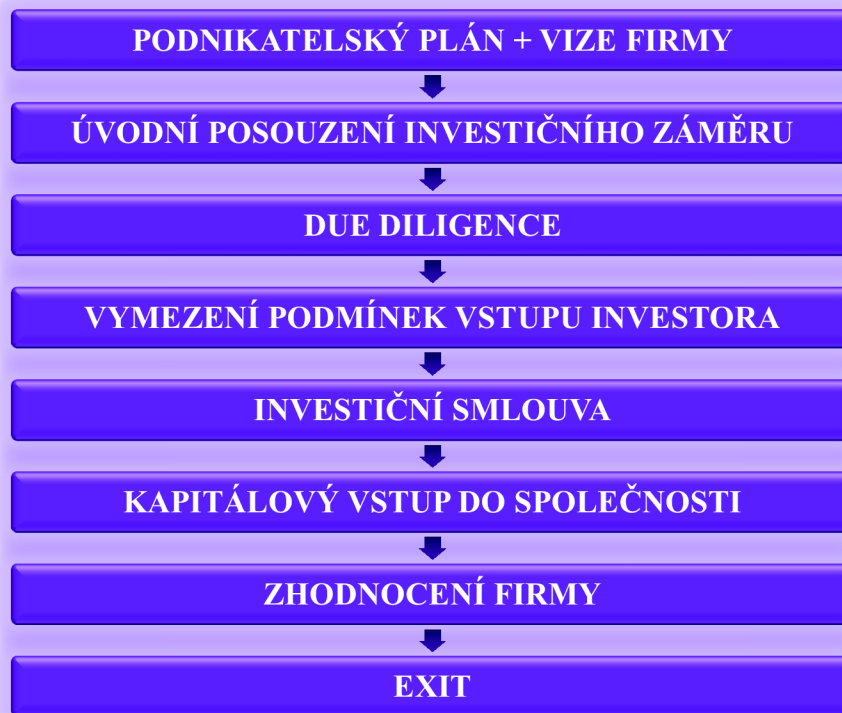 PODNIKATELSKÝ PLÁN + VIZE FIRMY
ÚVODNÍ POSOUZENÍ INVESTIČNÍHO ZÁMĚRU
DUE DILIGENCE
VYMEZENÍ PODMÍNEK VSTUPU INVESTORA
INVESTIČNÍ SMLOUVA
KAPITÁLOVÝ VSTUP DO SPOLEČNOSTI
ZHODNOCENÍ FIRMY
EXIT